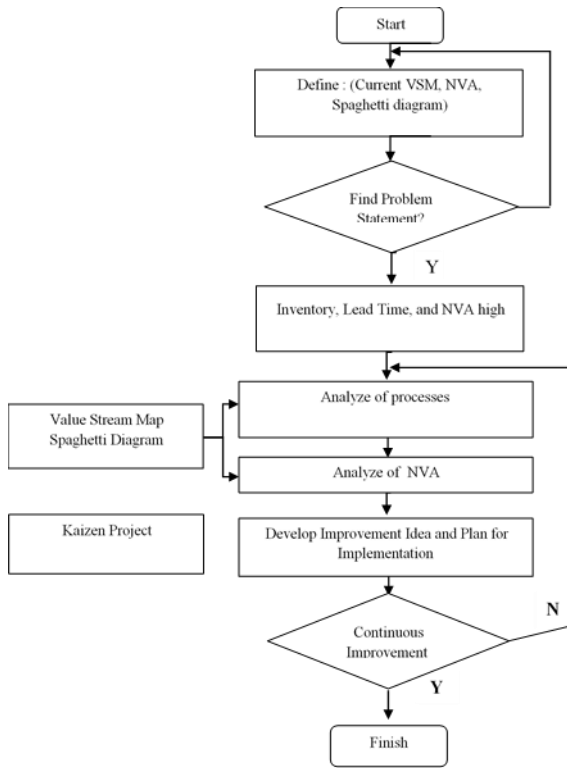 Start
Define : (Current VSM, NVA,
Spaghetti diagram)
Find Problem
Statement?
Y
Inventory, Lead Time, and NVA high
Analyze of processes
Value Stream Map
Spaghetti Diagram
Analyze of NVA
Kaizen Project
Develop Improvement Idea and Plan for
Implementation
N
Continuous
Improvement
Y
Finish